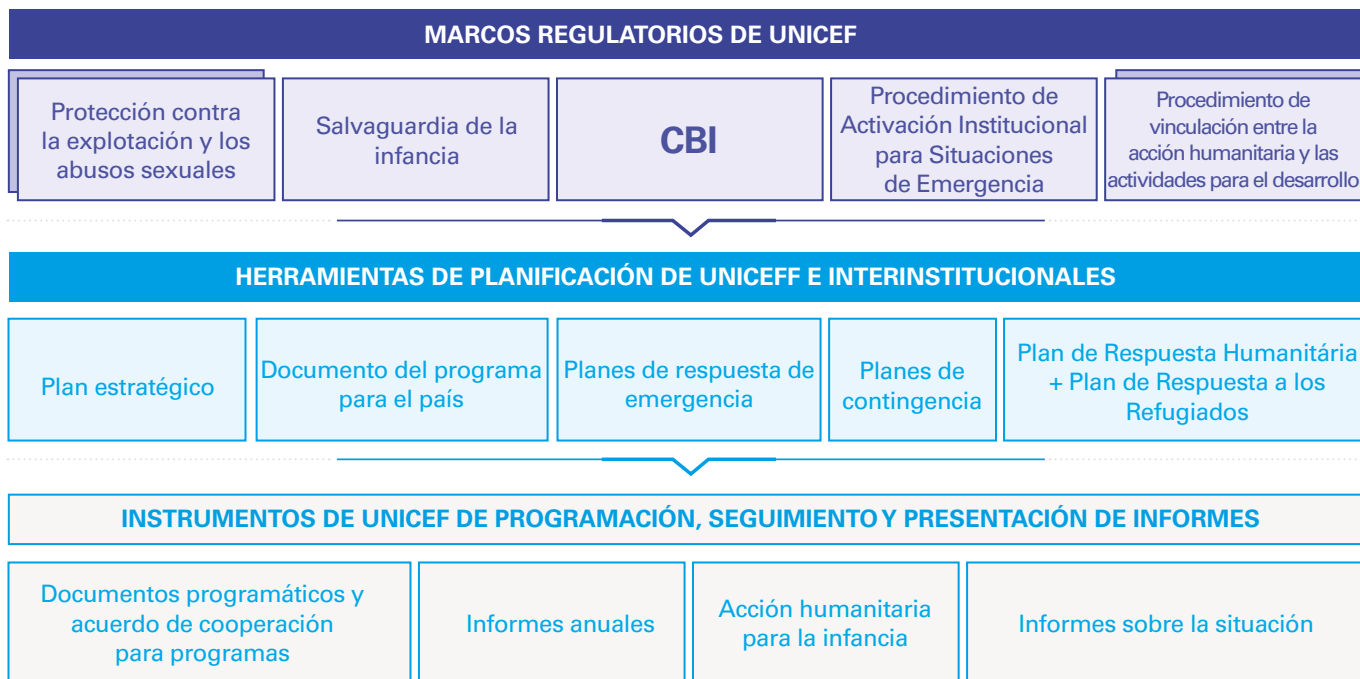 MARCOS REGULATORIOS DE UNICEF
Protección contra
la explotación y los
abusos sexuales
Salvaguardia de la
infancia
CBI
Procedimiento de
Activación Institucional
para Situaciones
de Emergencia
Procedimiento de
vinculación entre la
acción humanitaria y las
actividades para el desarrollo
HERRAMIENTAS DE PLANIFICACIÓN DE UNICEFF E INTERINSTITUCIONALES
Plan estratégico
Documento del programa
para el país
Planes de respuesta de
emergencia
Planes de
contingencia
Plan de Respuesta Humanitária
+ Plan de Respuesta a los
Refugiados
INSTRUMENTOS DE UNICEF DE PROGRAMACIÓN, SEGUIMIENTO Y PRESENTACIÓN DE INFORMES
Documentos programáticos y
acuerdo de cooperación
para programas
Informes anuales
Acción humanitaria
para la infancia
Informes sobre la situación